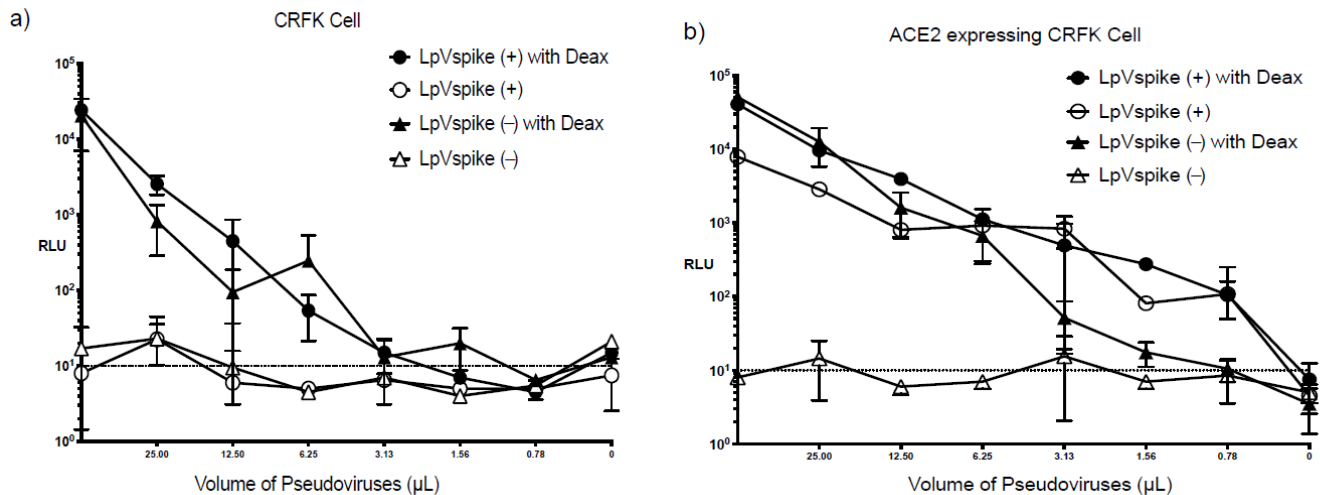 a)
CRFK Cell
LpVspike (+) with Deax
LpVspike (+)
LpVspike (–) with Deax
LpVspike (–)
10^5
10^4
10^3
RLU
10^2
10^1
10^0
25.00 12.50 6.25 3.13 1.56 0.78 0
Volume of Pseudoviruses (µL)
b)
ACE2 expressing CRFK Cell
LpVspike (+) with Deax
LpVspike (+)
LpVspike (–) with Deax
LpVspike (–)
10^5
10^4
10^3
RLU
10^2
10^1
10^0
25.00 12.50 6.25 3.13 1.56 0.78 0
Volume of Pseudoviruses (µL)